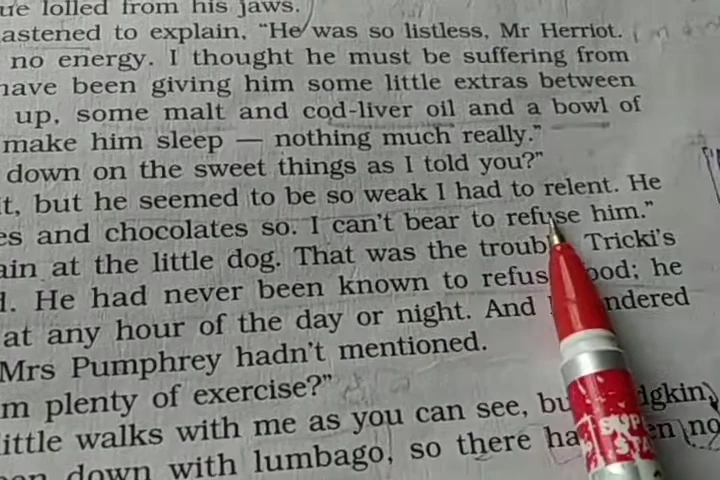 ue lolled from his jaws.
astened to explain, "He was so listless, Mr Herriot.
no energy. I thought he must be suffering from
have been giving him some little extras between
up, some malt and cod-liver oil and a bowl of
make him sleep — nothing much really."
down on the sweet things as I told you?"
t, but he seemed to be so weak I had to relent. He
es and chocolates so. I can't bear to refuse him."
ain at the little dog. That was the troubl Tricki's
d. He had never been known to refus ood; he
at any hour of the day or night. And I ndered
Mrs Pumphrey hadn't mentioned.
m plenty of exercise?"
ittle walks with me as you can see, bu dgkin
down with lumbago, so there ha en no
SUP
ST